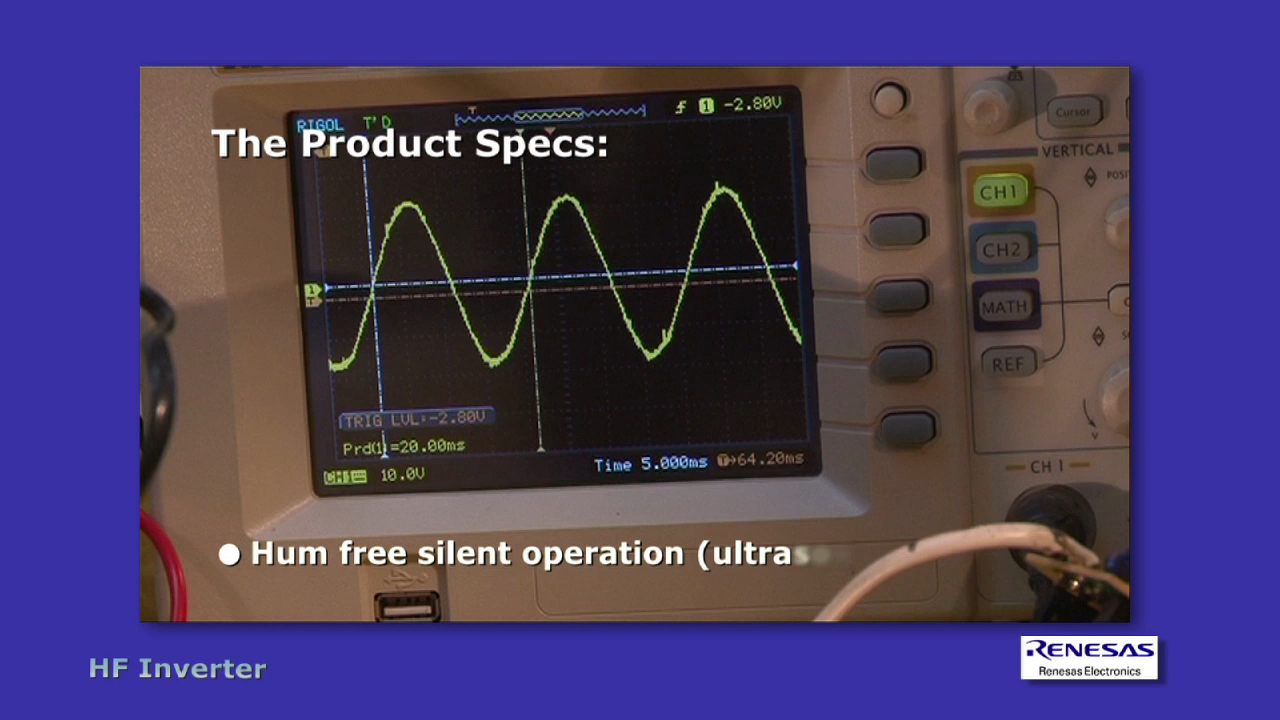 RIGOL T'D 1 -2.80V
The Product Specs:
Cursor
VERTICAL
CH1
CH2
MATH
REF
1
T
TRIG LVL:-2.80V
Prd(1)=20.00ms
CH1 10.0V
Time 5.000ms T→64.20ms
CH 1
● Hum free silent operation (ultra
HF Inverter
RENESAS
Renesas Electronics